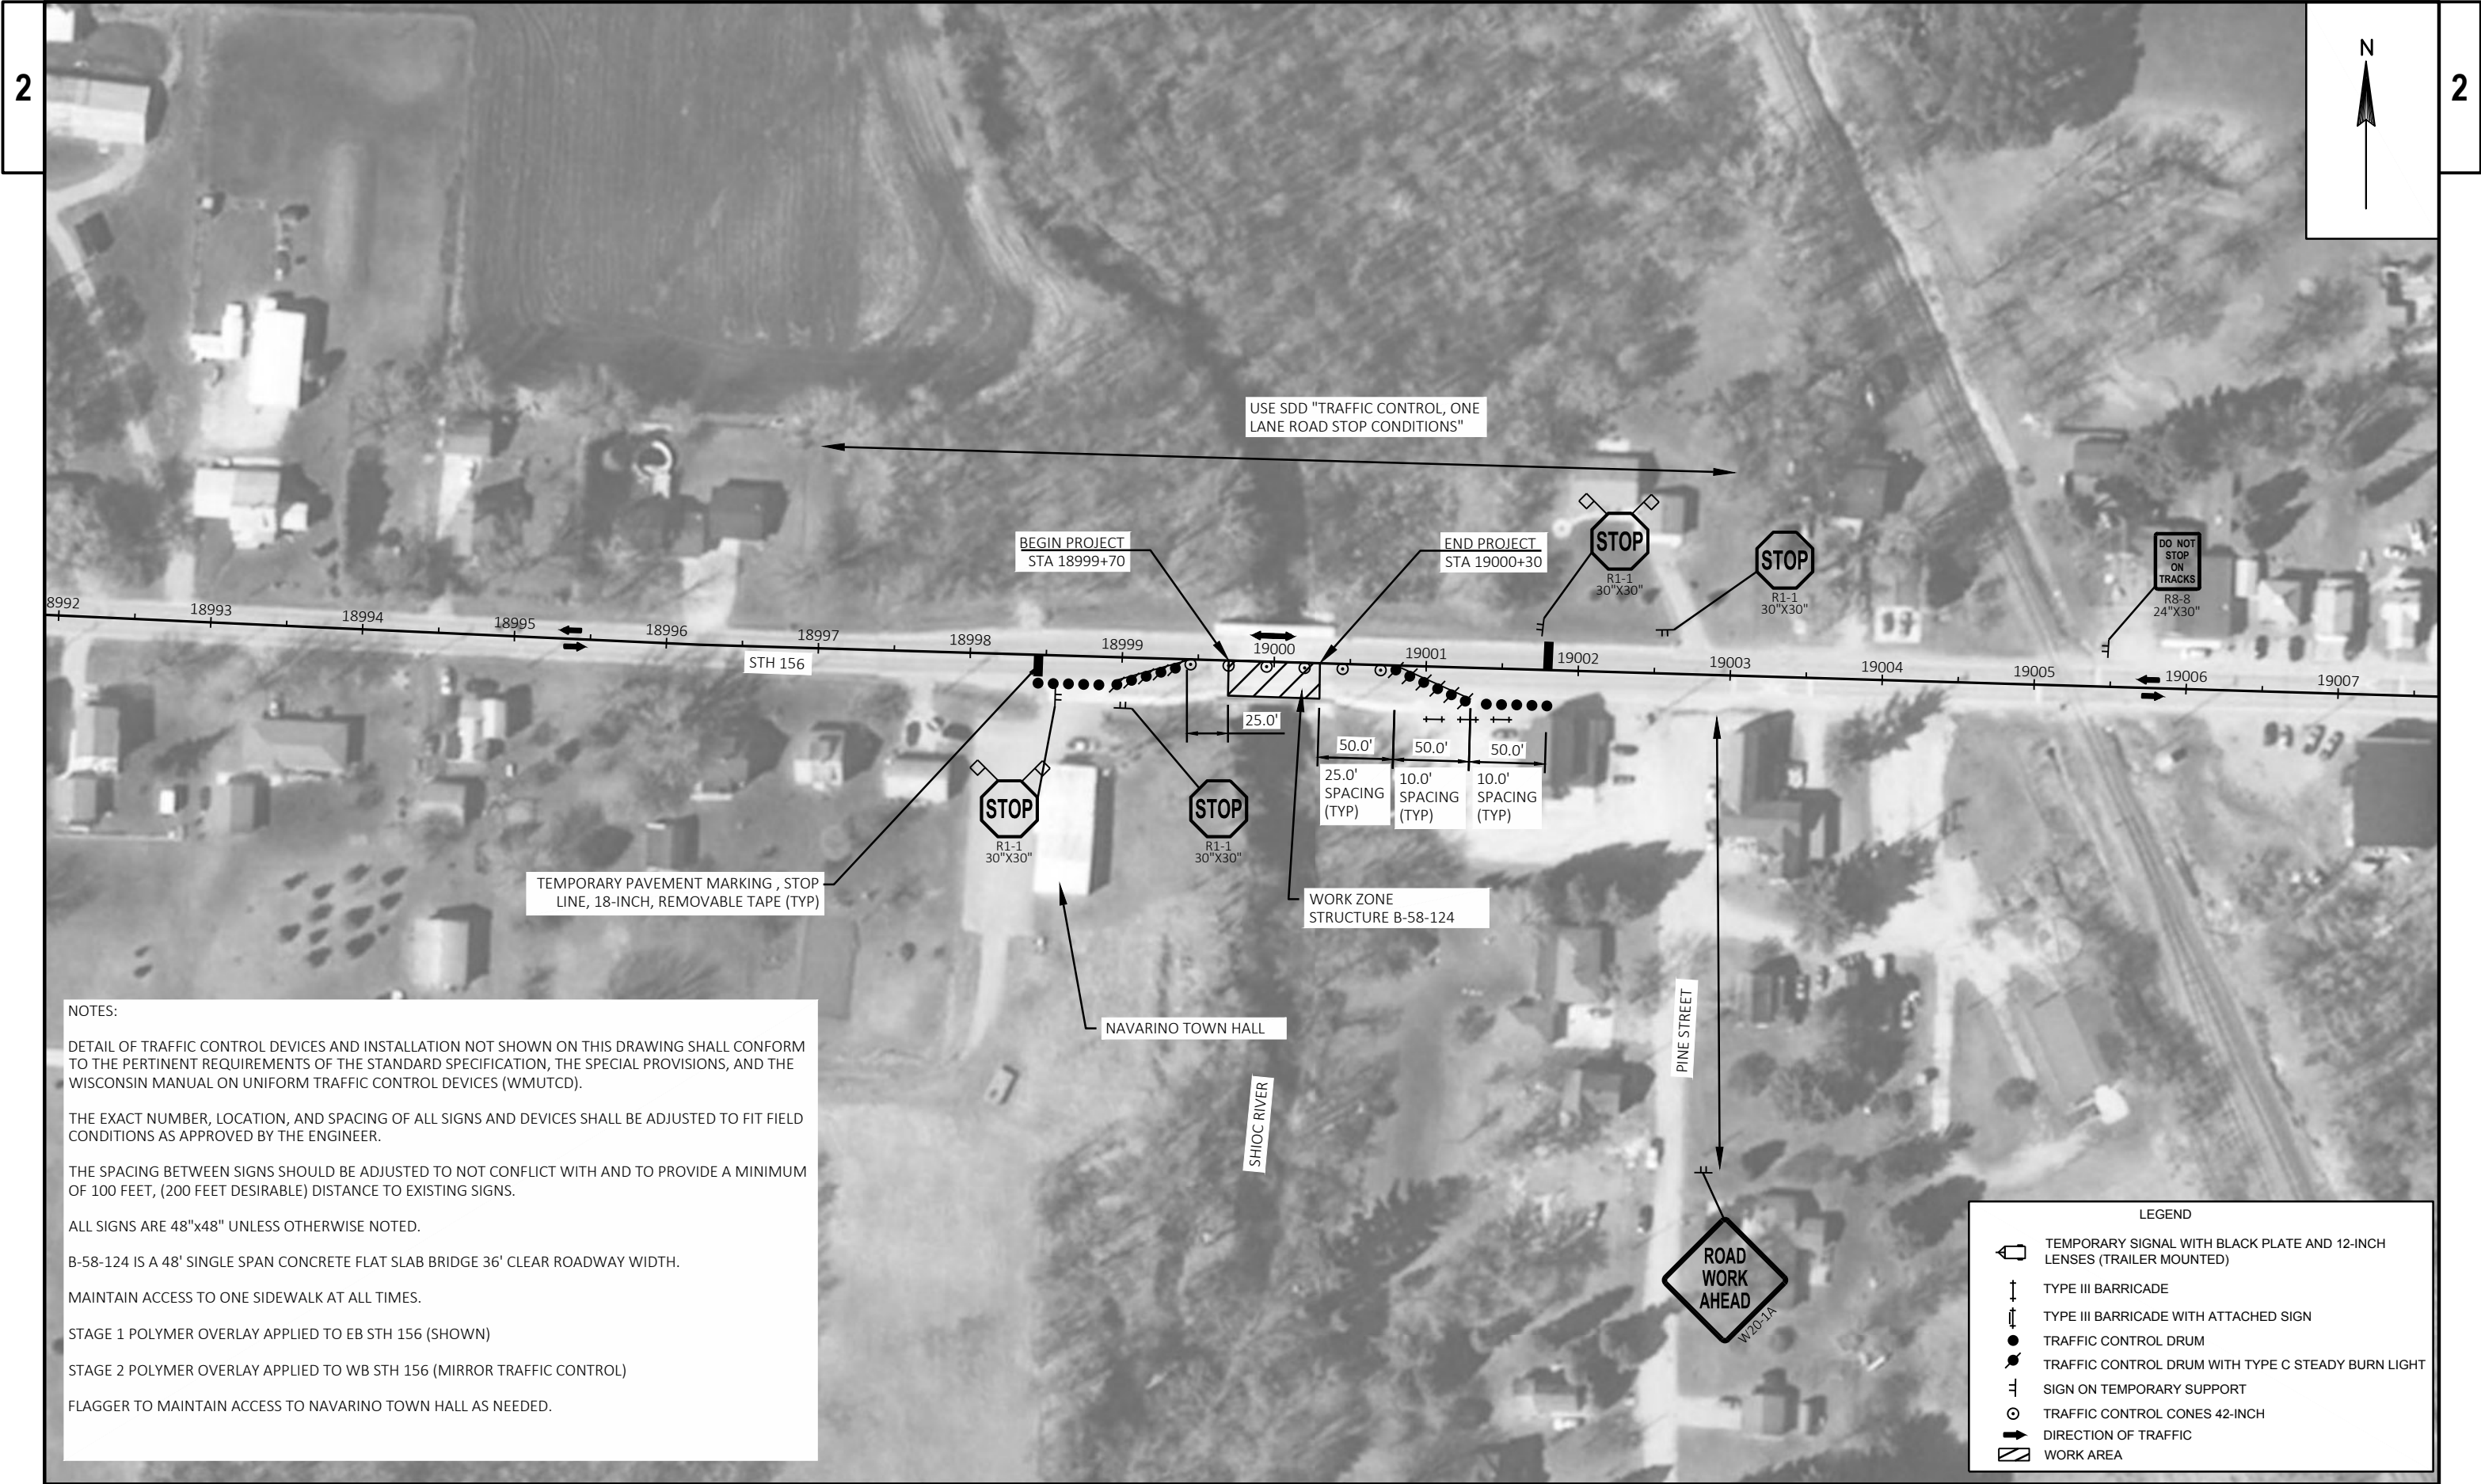 2
2
N
USE SDD "TRAFFIC CONTROL, ONE
LANE ROAD STOP CONDITIONS"
BEGIN PROJECT
STA 18999+70
END PROJECT
STA 19000+30
STOP
R1-1
30"X30"
STOP
R1-1
30"X30"
DO NOT
STOP
ON
TRACKS
R8-8
24"X30"
8992
18993
18994
18995
18996
18997
18998
18999
19000
19001
19002
19003
19004
19005
19006
19007
STH 156
25.0'
50.0'
50.0'
50.0'
25.0'
SPACING
(TYP)
10.0'
SPACING
(TYP)
10.0'
SPACING
(TYP)
STOP
R1-1
30"X30"
STOP
R1-1
30"X30"
TEMPORARY PAVEMENT MARKING , STOP
LINE, 18-INCH, REMOVABLE TAPE (TYP)
WORK ZONE
STRUCTURE B-58-124
NAVARINO TOWN HALL
SHIOC RIVER
PINE STREET
ROAD
WORK
AHEAD
W20-1A
NOTES:
DETAIL OF TRAFFIC CONTROL DEVICES AND INSTALLATION NOT SHOWN ON THIS DRAWING SHALL CONFORM
TO THE PERTINENT REQUIREMENTS OF THE STANDARD SPECIFICATION, THE SPECIAL PROVISIONS, AND THE
WISCONSIN MANUAL ON UNIFORM TRAFFIC CONTROL DEVICES (WMUTCD).
THE EXACT NUMBER, LOCATION, AND SPACING OF ALL SIGNS AND DEVICES SHALL BE ADJUSTED TO FIT FIELD
CONDITIONS AS APPROVED BY THE ENGINEER.
THE SPACING BETWEEN SIGNS SHOULD BE ADJUSTED TO NOT CONFLICT WITH AND TO PROVIDE A MINIMUM
OF 100 FEET, (200 FEET DESIRABLE) DISTANCE TO EXISTING SIGNS.
ALL SIGNS ARE 48"x48" UNLESS OTHERWISE NOTED.
B-58-124 IS A 48' SINGLE SPAN CONCRETE FLAT SLAB BRIDGE 36' CLEAR ROADWAY WIDTH.
MAINTAIN ACCESS TO ONE SIDEWALK AT ALL TIMES.
STAGE 1 POLYMER OVERLAY APPLIED TO EB STH 156 (SHOWN)
STAGE 2 POLYMER OVERLAY APPLIED TO WB STH 156 (MIRROR TRAFFIC CONTROL)
FLAGGER TO MAINTAIN ACCESS TO NAVARINO TOWN HALL AS NEEDED.
LEGEND
TEMPORARY SIGNAL WITH BLACK PLATE AND 12-INCH
LENSES (TRAILER MOUNTED)
TYPE III BARRICADE
TYPE III BARRICADE WITH ATTACHED SIGN
TRAFFIC CONTROL DRUM
TRAFFIC CONTROL DRUM WITH TYPE C STEADY BURN LIGHT
SIGN ON TEMPORARY SUPPORT
TRAFFIC CONTROL CONES 42-INCH
DIRECTION OF TRAFFIC
WORK AREA